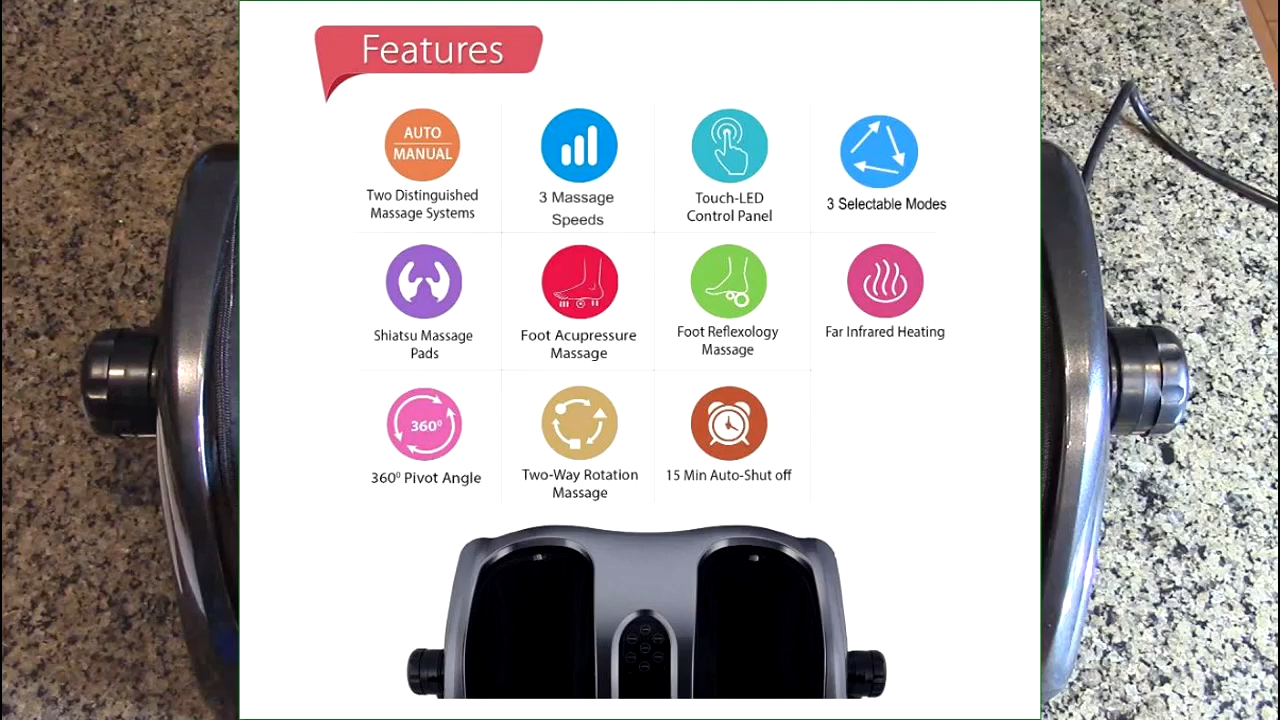 Features
AUTO
MANUAL
Two Distinguished
Massage Systems
3 Massage
Speeds
Touch-LED
Control Panel
3 Selectable Modes
Shiatsu Massage
Pads
Foot Acupressure
Massage
Foot Reflexology
Massage
Far Infrared Heating
360⁰
360⁰ Pivot Angle
Two-Way Rotation
Massage
15 Min Auto-Shut off